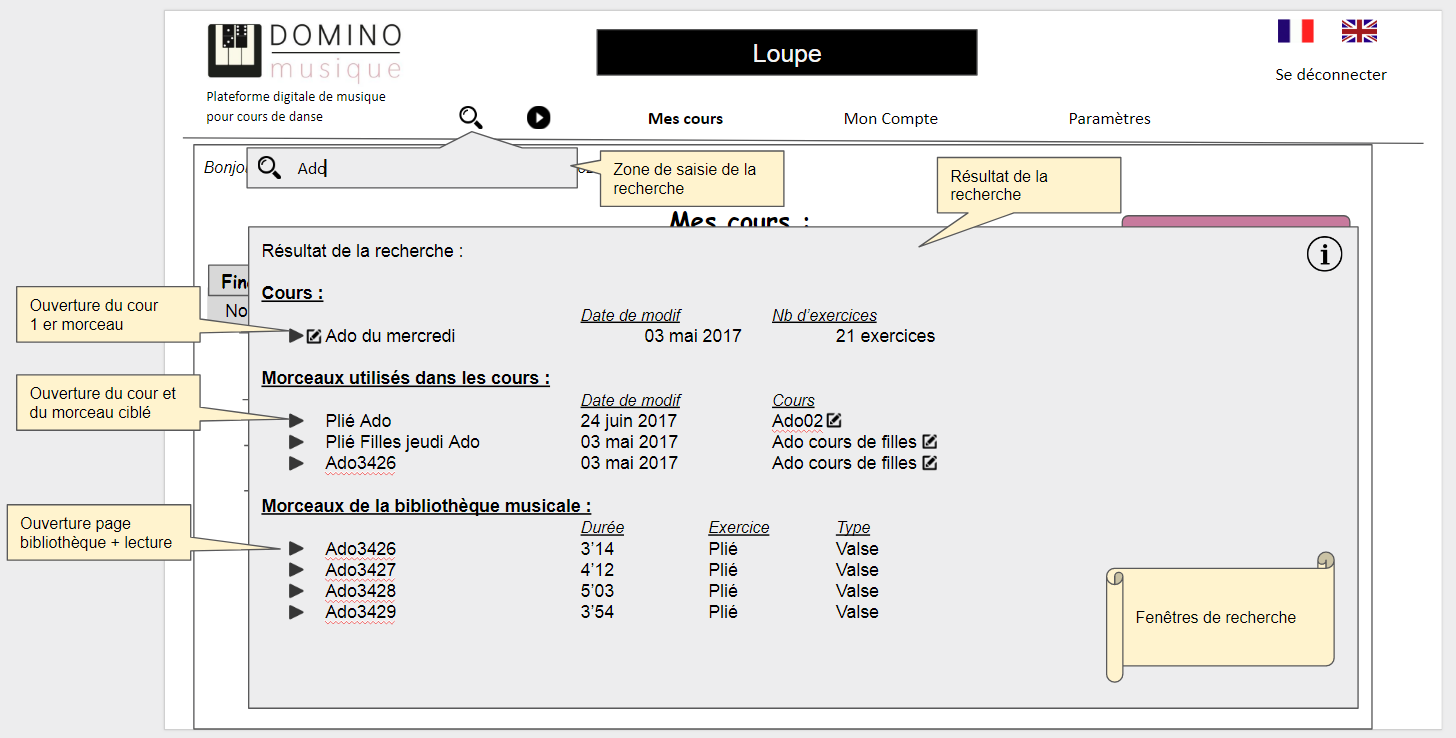 DOMINO
musique
Plateforme digitale de musique
pour cours de danse
Loupe
Se déconnecter
Mes cours
Mon Compte
Paramètres
Ado
Zone de saisie de la
recherche
Résultat de la
recherche
Mes cours :
Résultat de la recherche :
Cours :
Date de modif Nb d’exercices
Ado du mercredi 03 mai 2017 21 exercices
Ouverture du cour
1 er morceau
Morceaux utilisés dans les cours :
Date de modif Cours
Plié Ado 24 juin 2017 Ado02
Plié Filles jeudi Ado 03 mai 2017 Ado cours de filles
Ado3426 03 mai 2017 Ado cours de filles
Ouverture du cour et
du morceau ciblé
Morceaux de la bibliothèque musicale :
Durée Exercice Type
Ado3426 3’14 Plié Valse
Ado3427 4’12 Plié Valse
Ado3428 5’03 Plié Valse
Ado3429 3’54 Plié Valse
Ouverture page
bibliothèque + lecture
Fenêtres de recherche